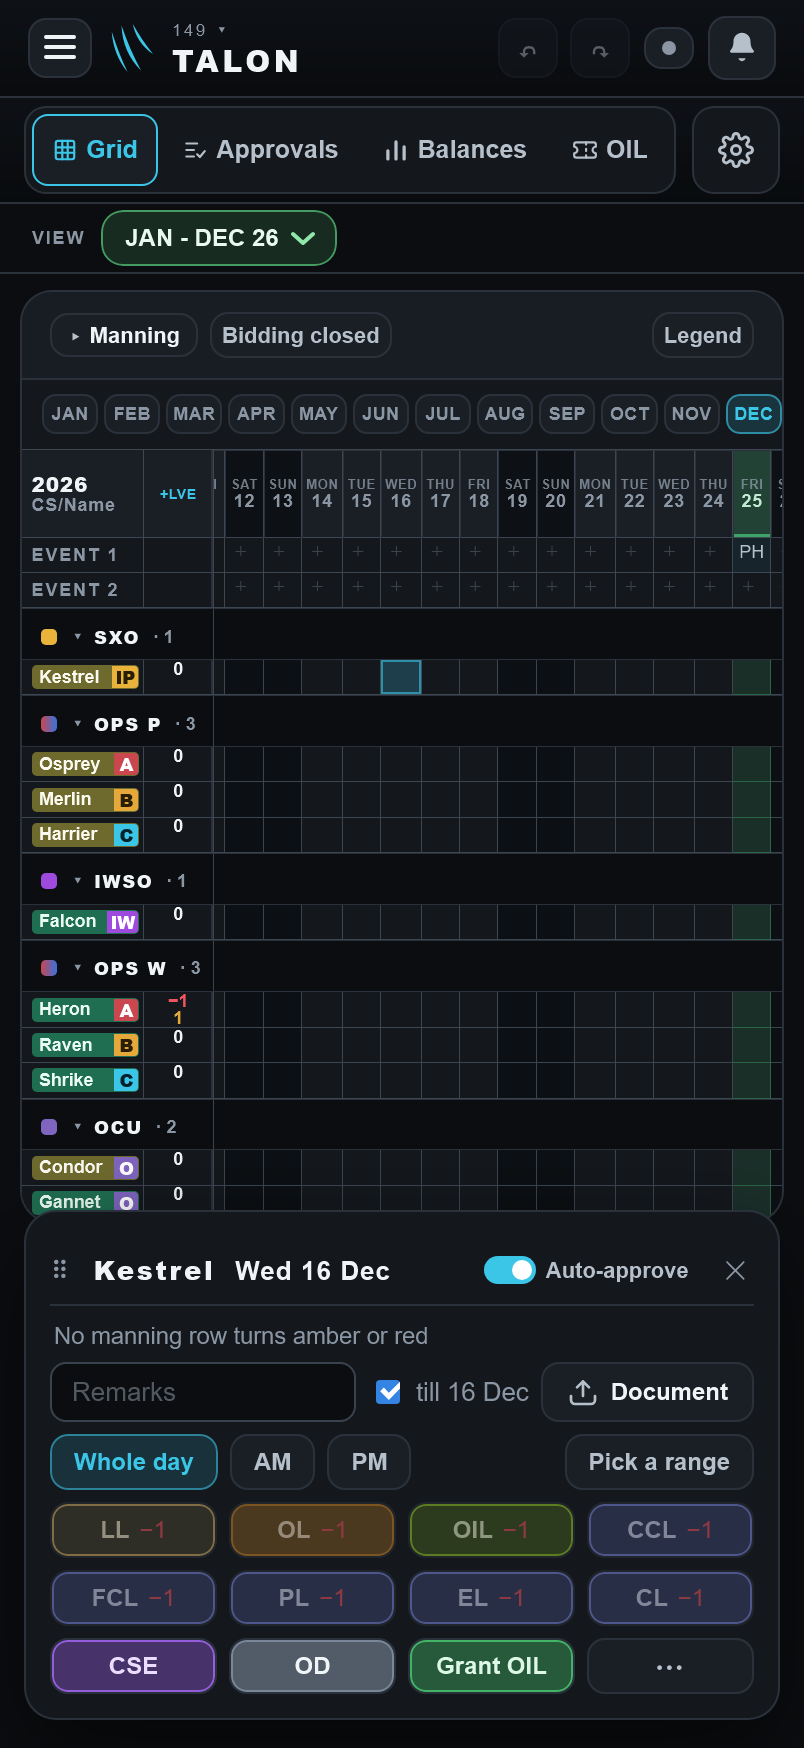 149 ▾
TALON
Grid Approvals Balances OIL
VIEW JAN - DEC 26
▸ Manning Bidding closed Legend
JAN FEB MAR APR MAY JUN JUL AUG SEP OCT NOV DEC
2026
CS/Name
+LVE
SAT 12 SUN 13 MON 14 TUE 15 WED 16 THU 17 FRI 18 SAT 19 SUN 20 MON 21 TUE 22 WED 23 THU 24 FRI 25
EVENT 1 + + + + + + + + + + + + + PH
EVENT 2 + + + + + + + + + + + + + +
▾ SXO · 1
Kestrel IP 0
▾ OPS P · 3
Osprey A 0
Merlin B 0
Harrier C 0
▾ IWSO · 1
Falcon IW 0
▾ OPS W · 3
Heron A −1 1
Raven B 0
Shrike C 0
▾ OCU · 2
Condor O 0
Gannet O 0
Kestrel Wed 16 Dec Auto-approve
No manning row turns amber or red
Remarks till 16 Dec Document
Whole day AM PM Pick a range
LL −1 OL −1 OIL −1 CCL −1
FCL −1 PL −1 EL −1 CL −1
CSE OD Grant OIL ...